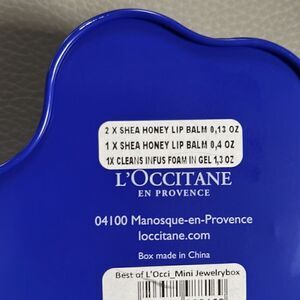 2 X SHEA HONEY LIP BALM 0,13 OZ
1 X SHEA HONEY LIP BALM 0,4 OZ
1X CLEANS INFUS FOAM IN GEL 1,3 OZ
L'OCCITANE
EN PROVENCE
04100 Manosque-en-Provence
loccitane.com
Box made in China
Best of L'Occi_Mini Jewelrybox